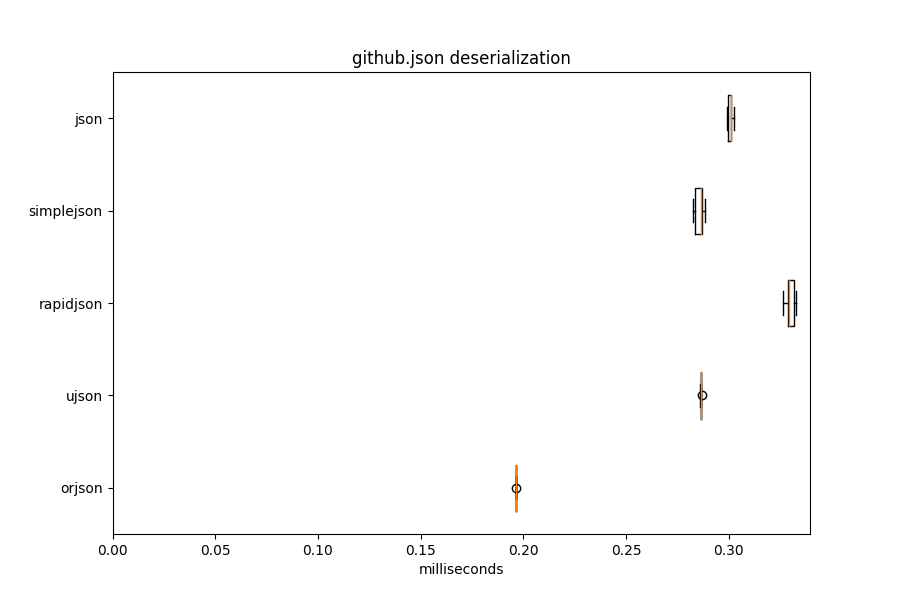 github.json deserialization
json
simplejson
rapidjson
ujson
orjson
0.00 0.05 0.10 0.15 0.20 0.25 0.30
milliseconds